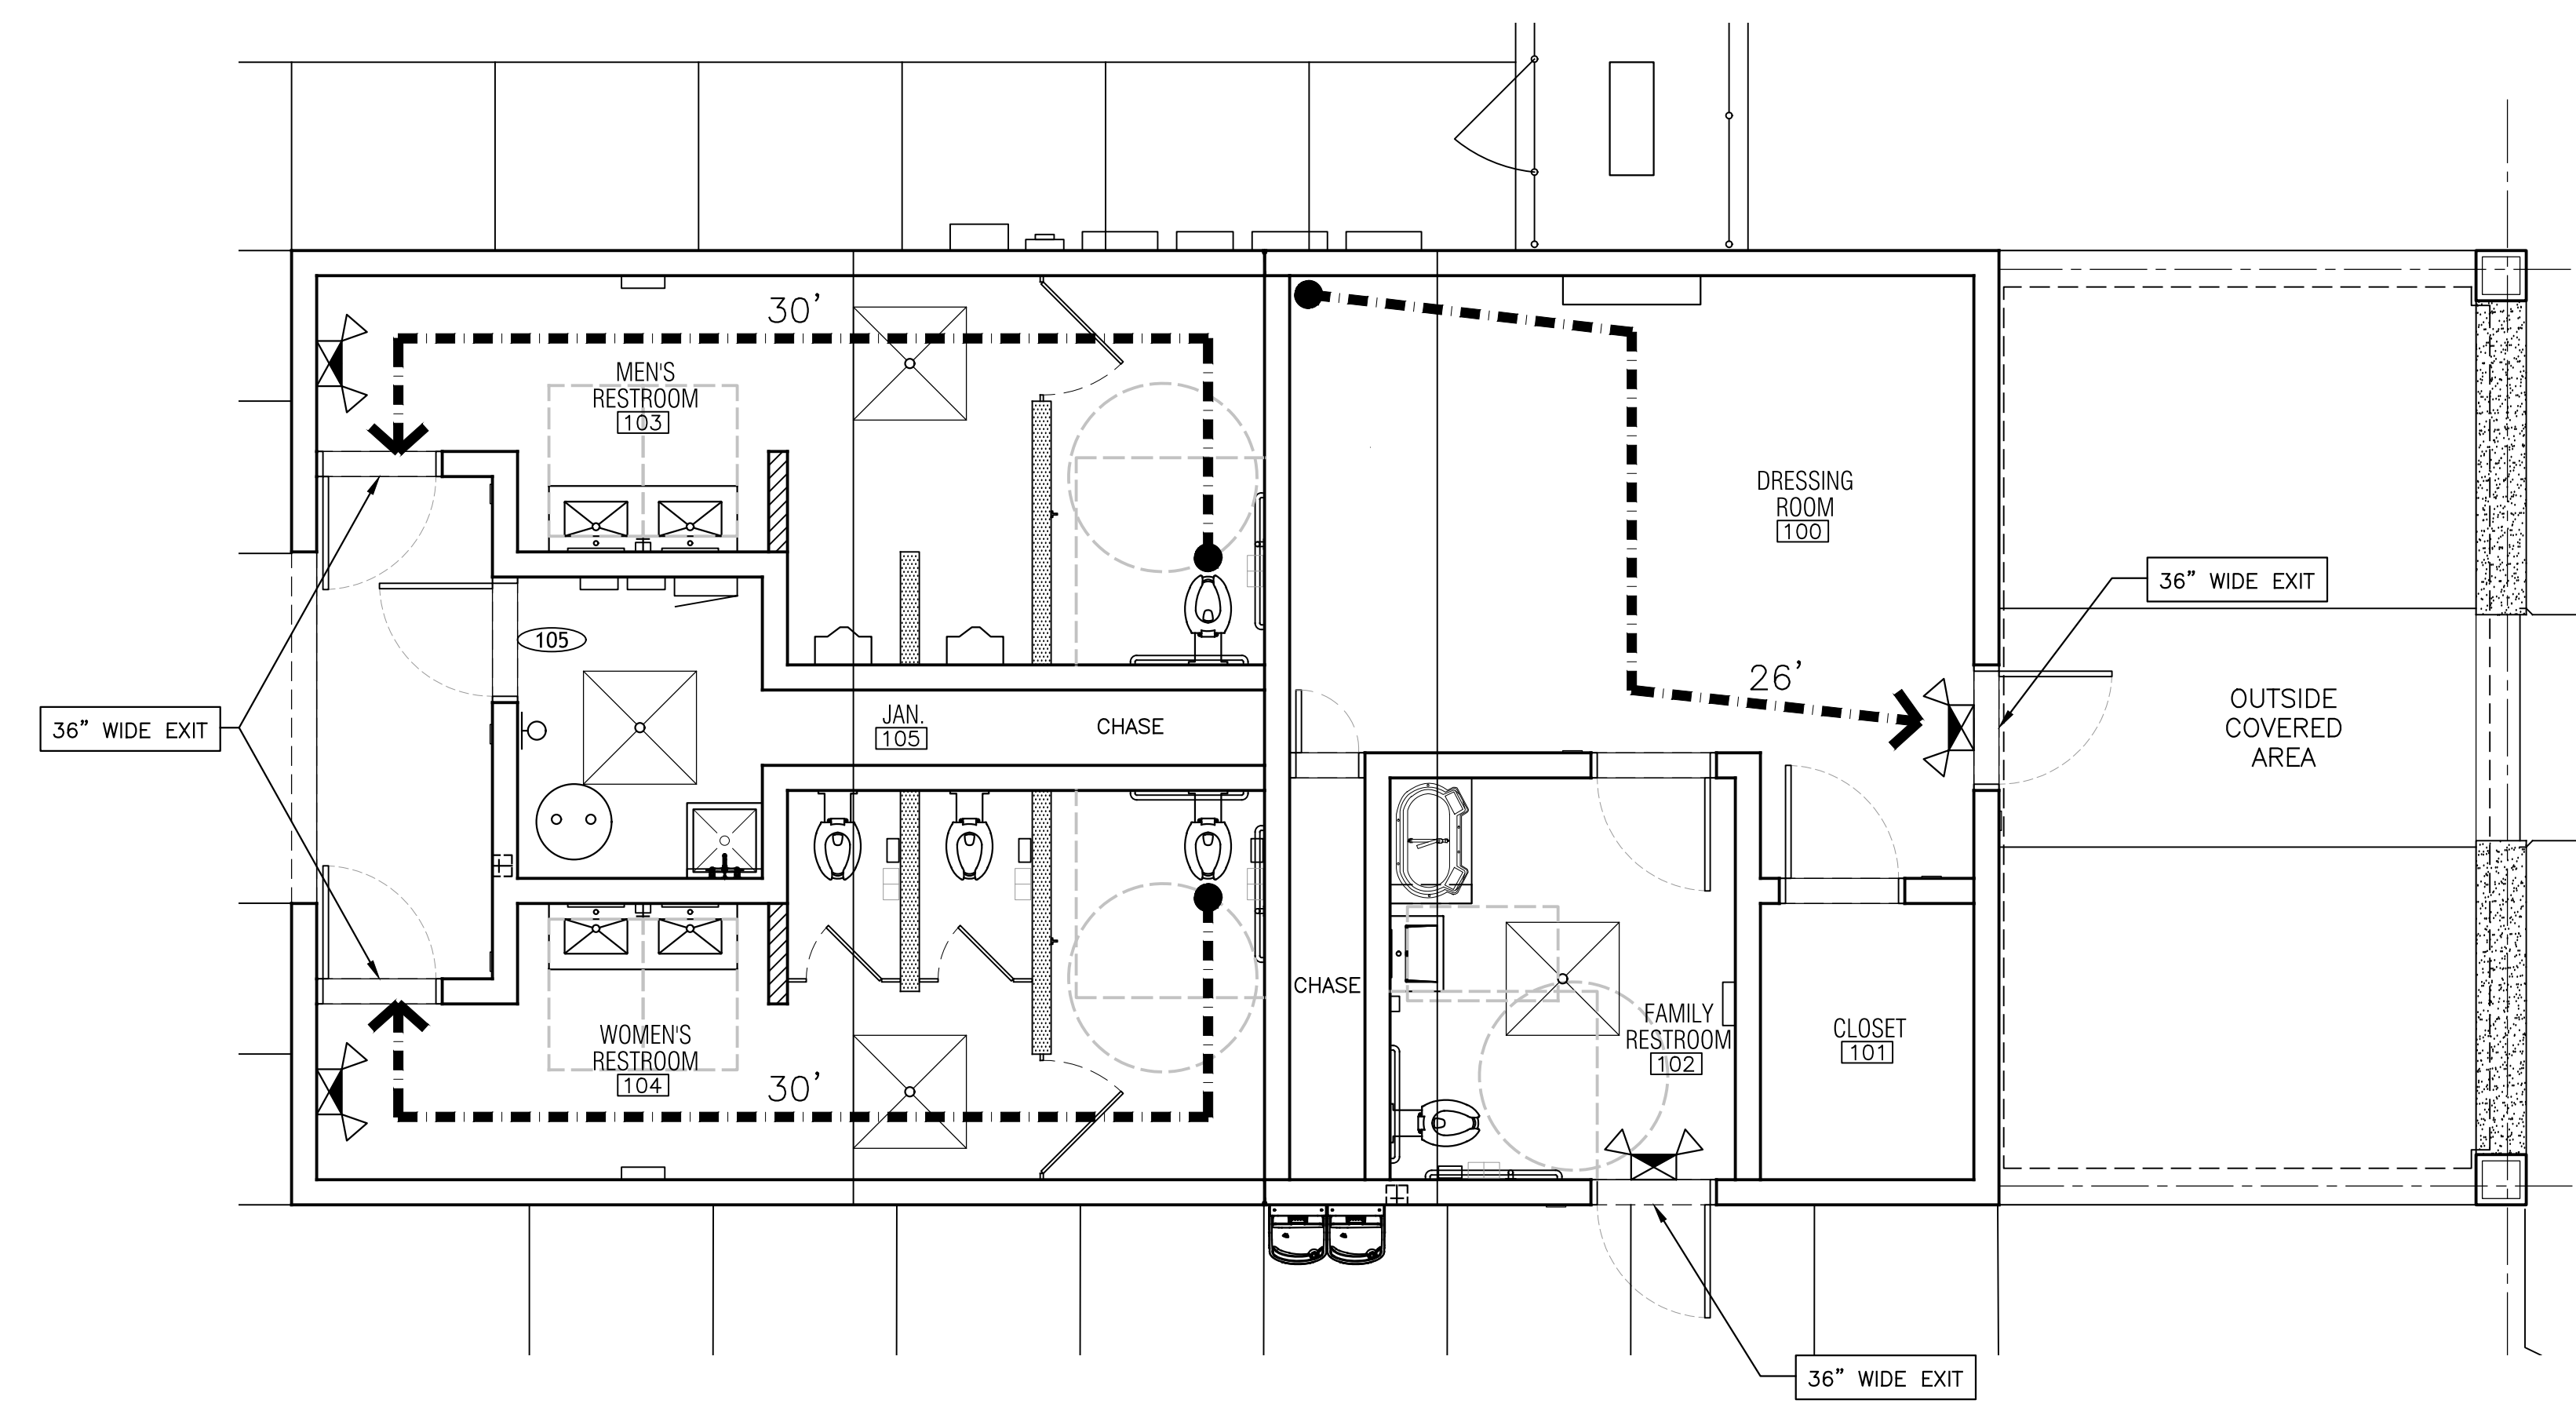 30’
MEN'S
RESTROOM
103
DRESSING
ROOM
100
36” WIDE EXIT
105
26’
OUTSIDE
COVERED
AREA
36” WIDE EXIT
JAN.
105
CHASE
CHASE
FAMILY
RESTROOM
102
CLOSET
101
WOMEN'S
RESTROOM
104
30’
36” WIDE EXIT